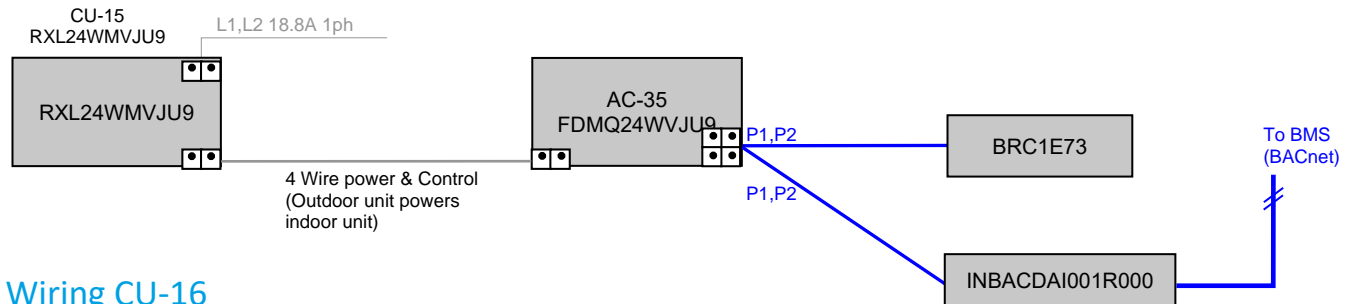 CU-15
RXL24WMVJU9
L1,L2 18.8A 1ph
RXL24WMVJU9
AC-35
FDMQ24WVJU9
P1,P2
BRC1E73
To BMS
(BACnet)
4 Wire power & Control
(Outdoor unit powers
indoor unit)
P1,P2
INBACDAI001R000
Wiring CU-16